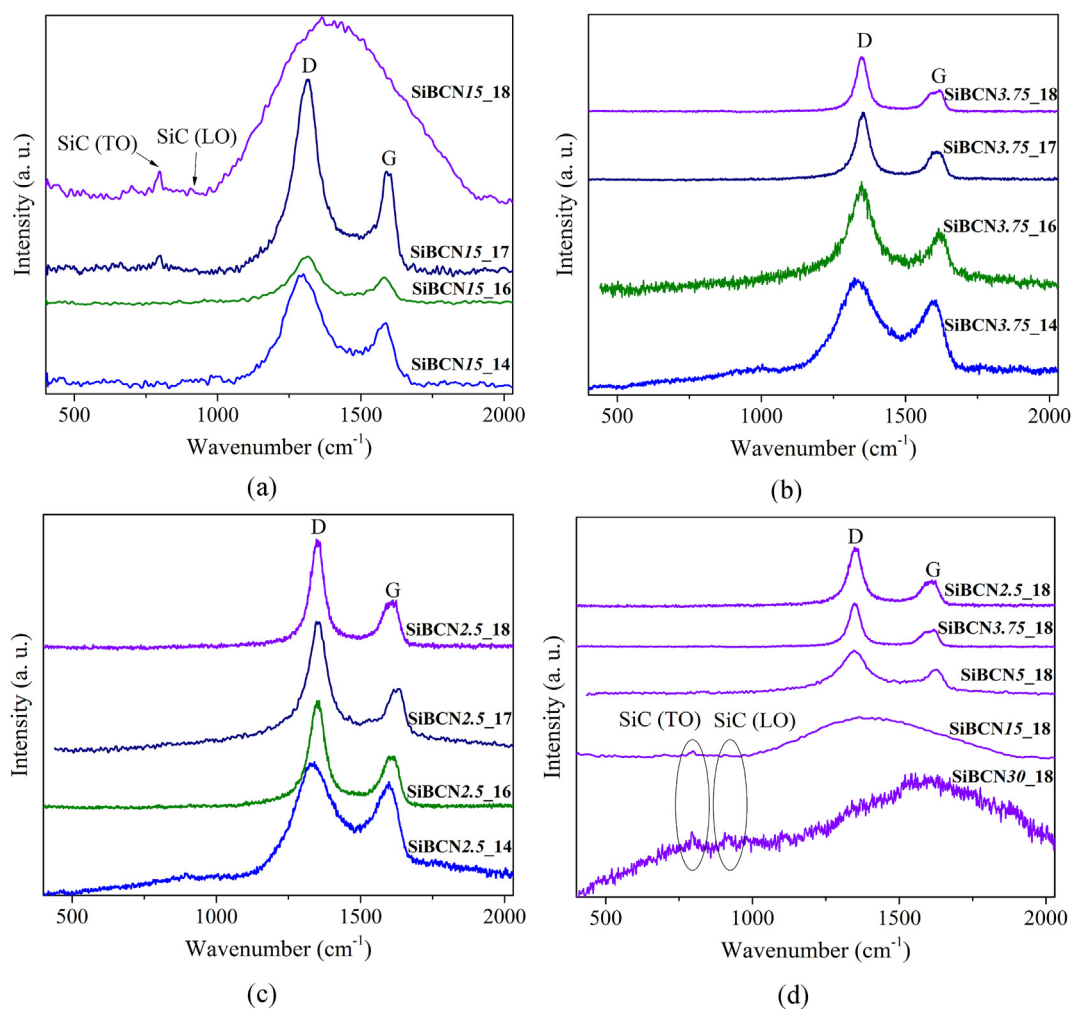 D
SiBCN15_18
SiC (TO)
SiC (LO)
G
SiBCN15_17
SiBCN15_16
SiBCN15_14
Intensity (a. u.)
500 1000 1500 2000
Wavenumber (cm-1)
(a)
D
G
SiBCN3.75_18
SiBCN3.75_17
SiBCN3.75_16
SiBCN3.75_14
Intensity (a. u.)
500 1000 1500 2000
Wavenumber (cm-1)
(b)
D
G
SiBCN2.5_18
SiBCN2.5_17
SiBCN2.5_16
SiBCN2.5_14
Intensity (a. u.)
500 1000 1500 2000
Wavenumber (cm-1)
(c)
D
G
SiBCN2.5_18
SiBCN3.75_18
SiBCN5_18
SiC (TO)
SiC (LO)
SiBCN15_18
SiBCN30_18
Intensity (a. u.)
500 1000 1500 2000
Wavenumber (cm-1)
(d)